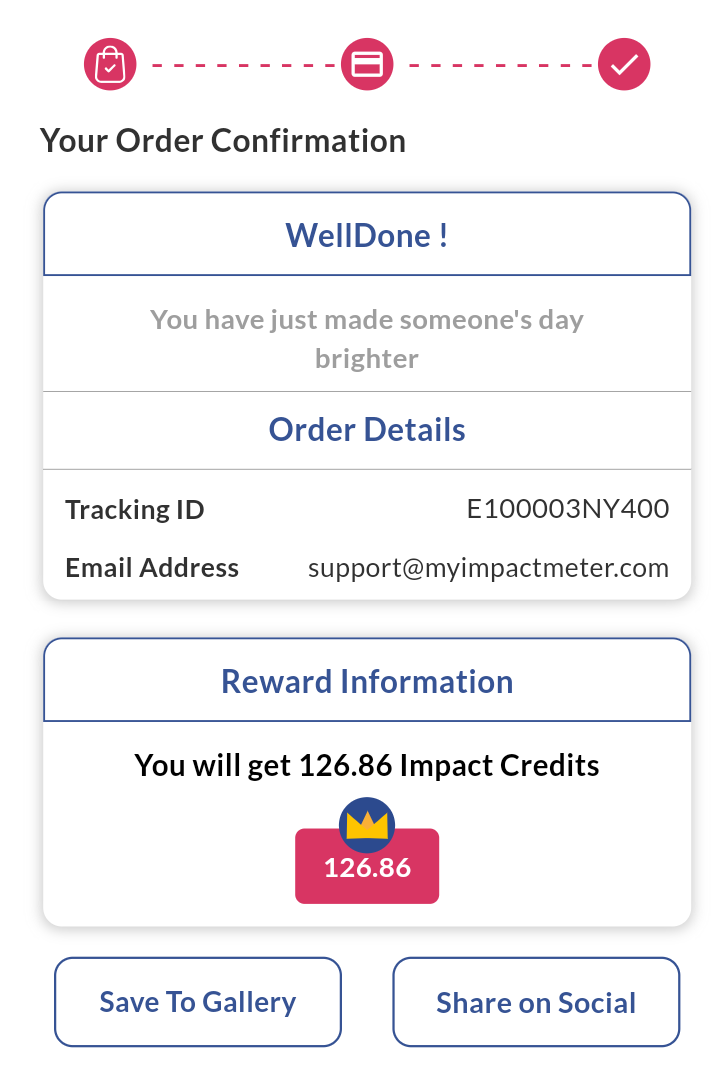 Your Order Confirmation
WellDone !
You have just made someone's day
brighter
Order Details
Tracking ID E100003NY400
Email Address support@myimpactmeter.com
Reward Information
You will get 126.86 Impact Credits
126.86
Save To Gallery Share on Social